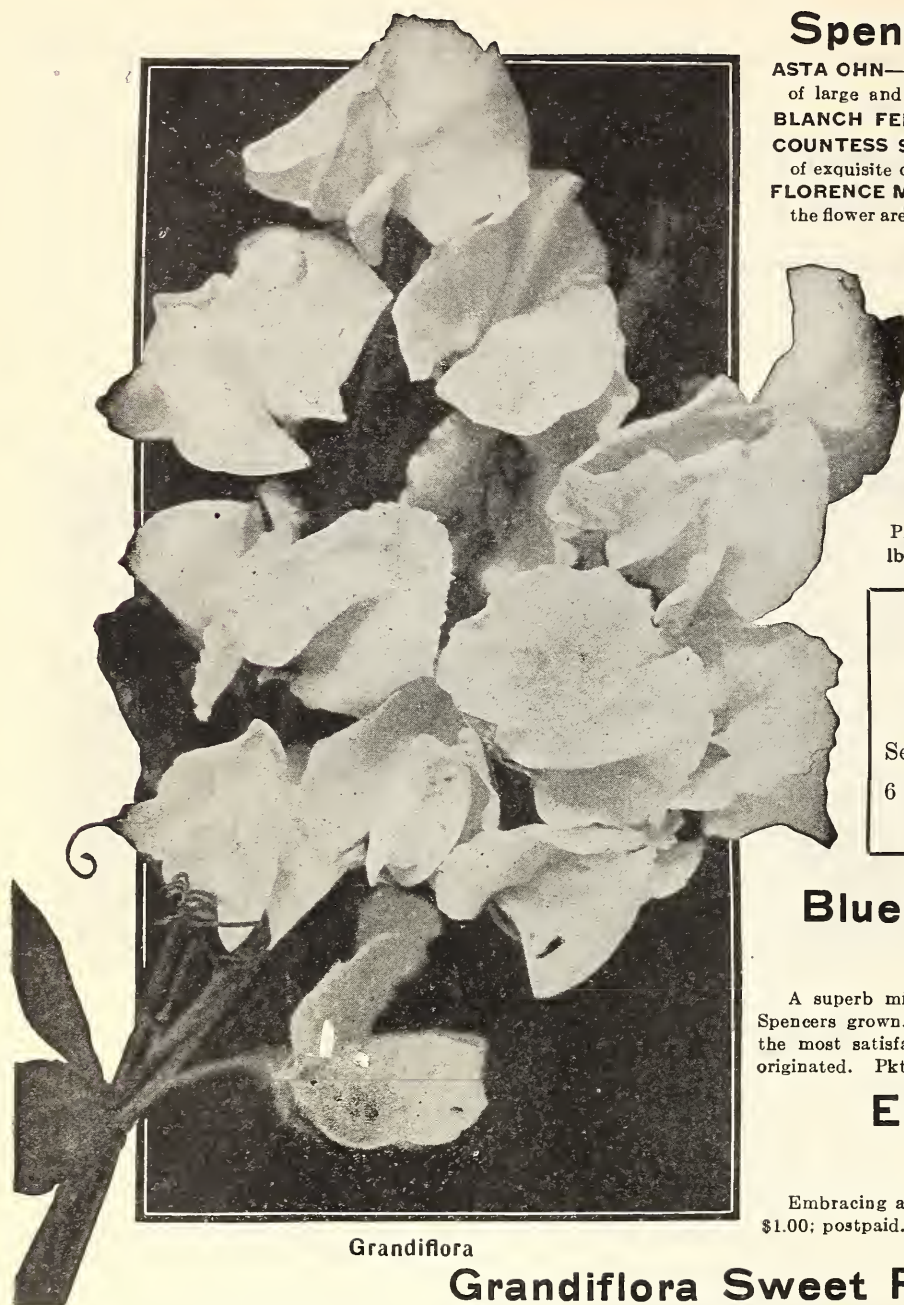 Spen
ASTA OHN—
of large and
BLANCH FE
COUNTESS S
of exquisite
FLORENCE M
the flower are
P
lb
Se
6
Blue
A superb mi
Spencers grown.
the most satisfa
originated. Pkt
E
Embracing a
$1.00; postpaid.
Grandiflora
Grandiflora Sweet P